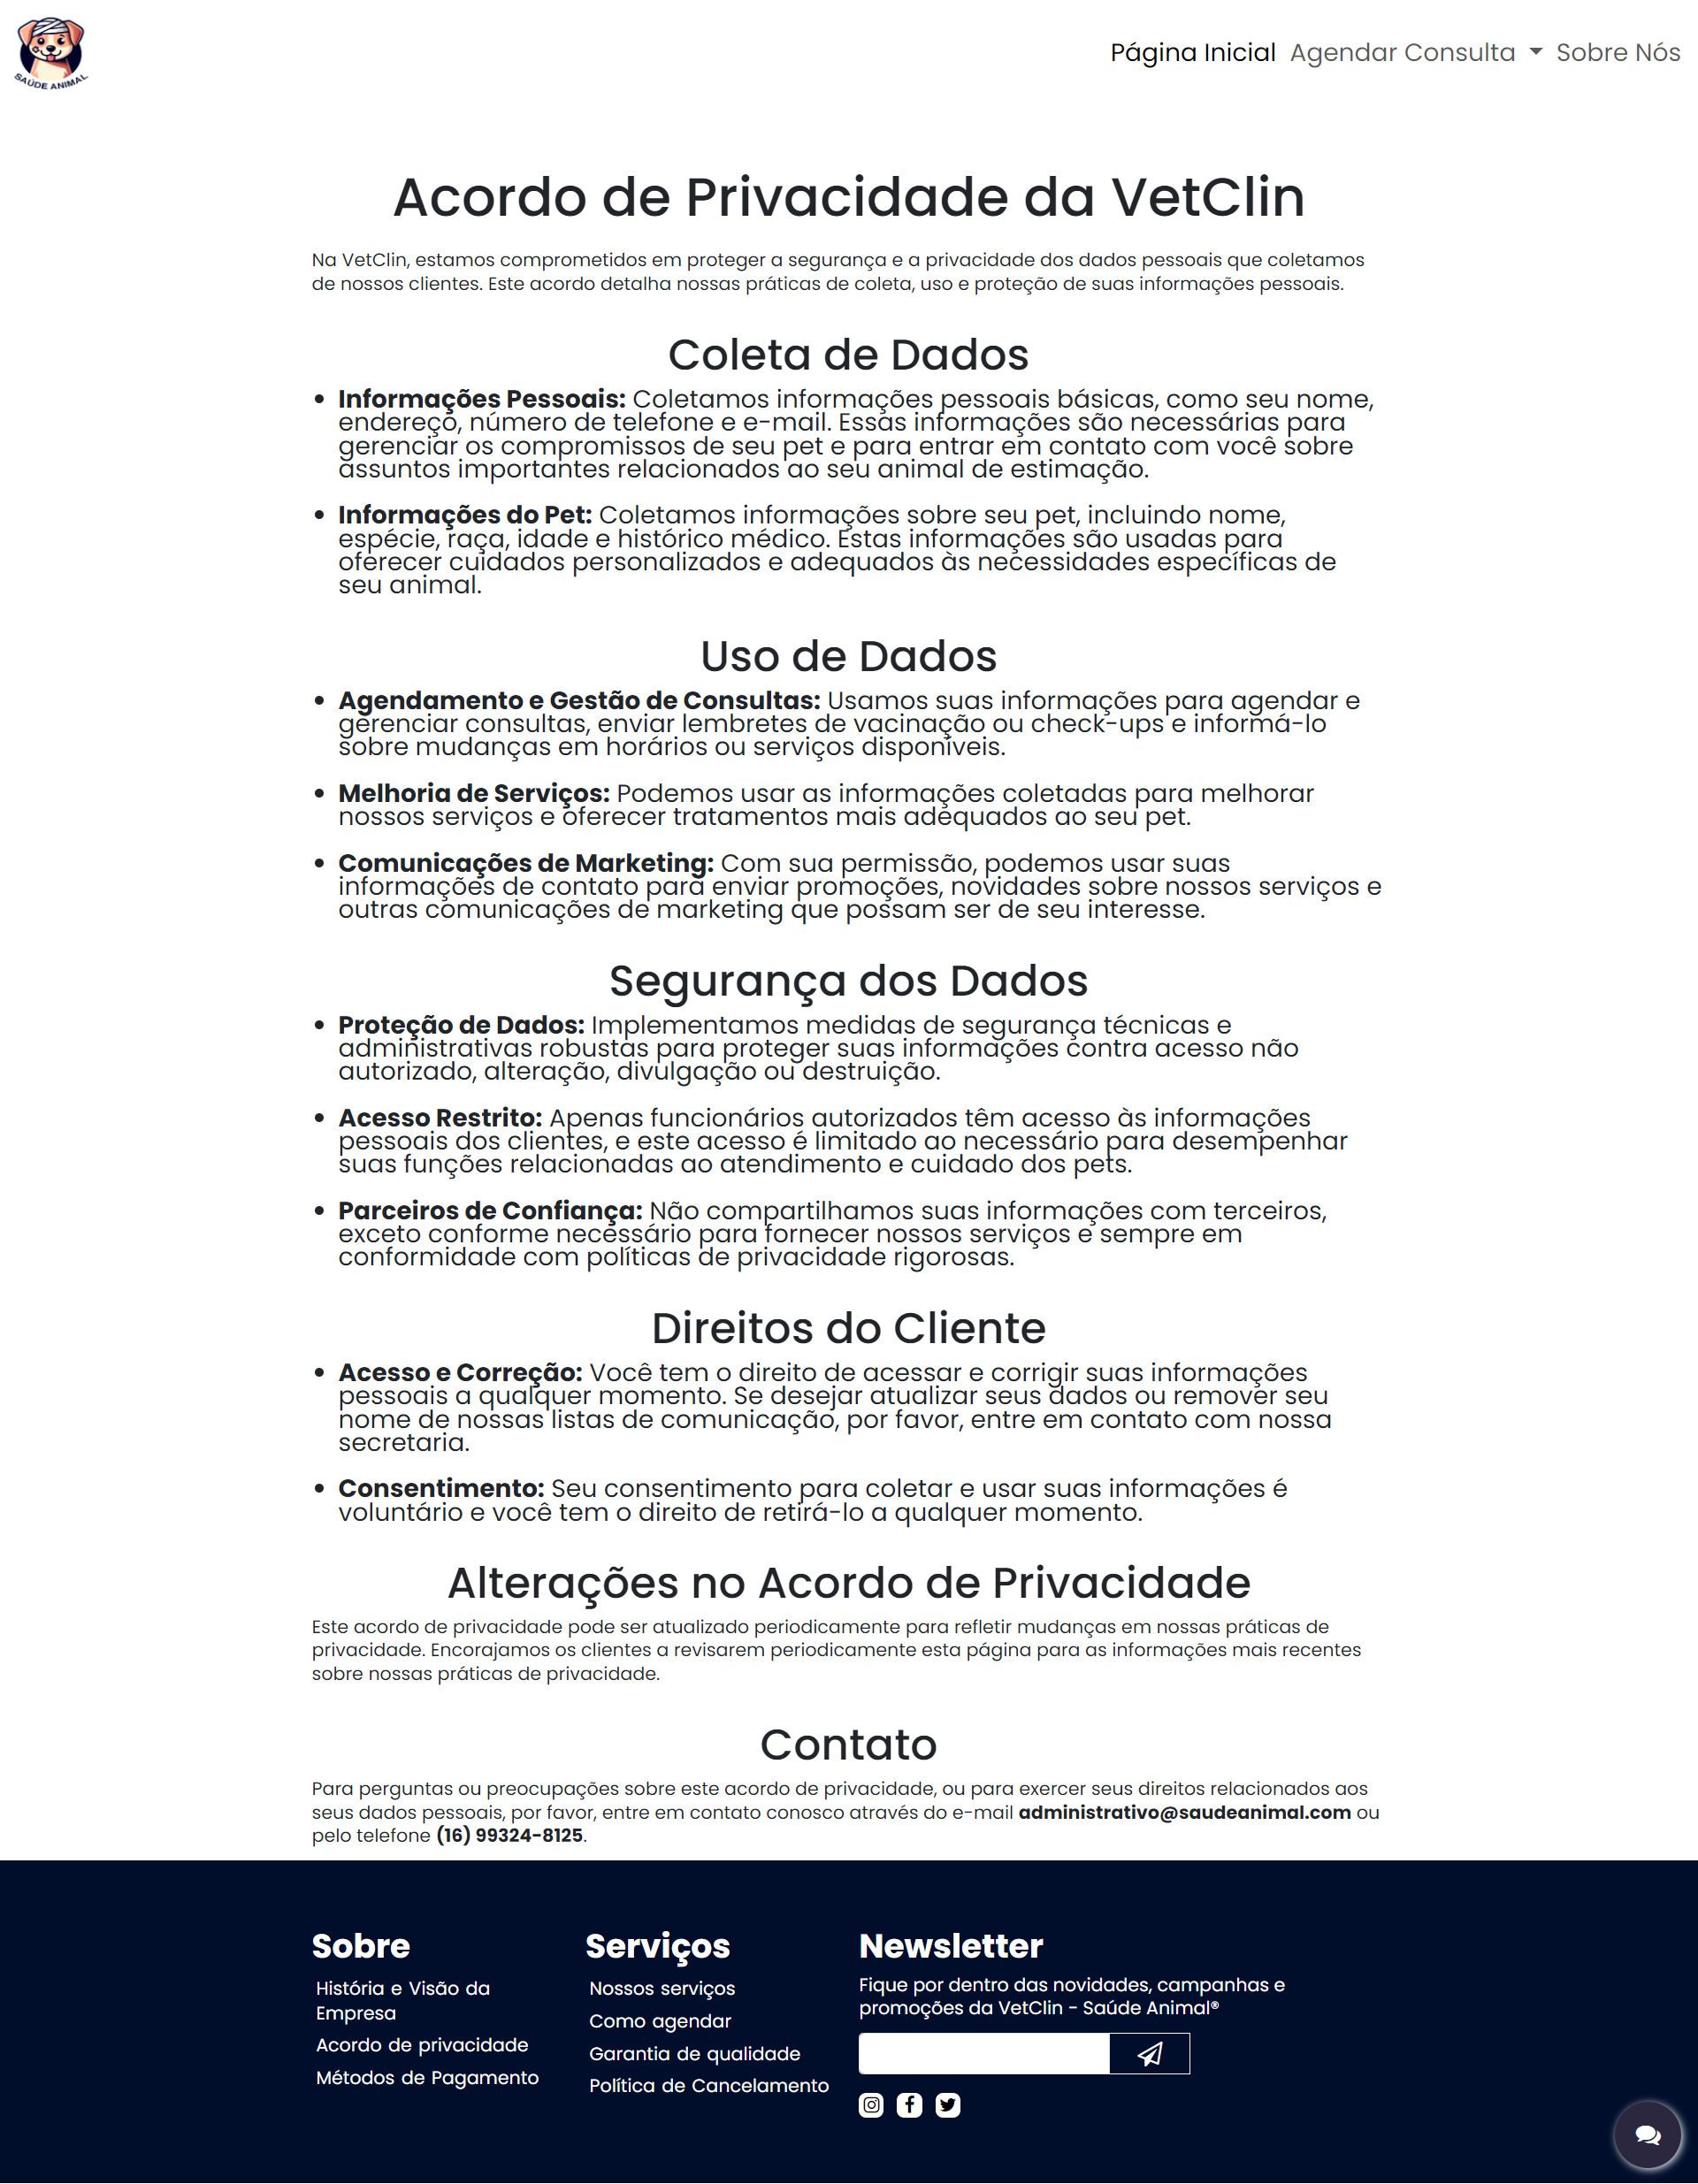 SAÚDE ANIMAL
Página Inicial Agendar Consulta Sobre Nós
Acordo de Privacidade da VetClin
Na VetClin, estamos comprometidos em proteger a segurança e a privacidade dos dados pessoais que coletamos
de nossos clientes. Este acordo detalha nossas práticas de coleta, uso e proteção de suas informações pessoais.
Coleta de Dados
• Informações Pessoais: Coletamos informações pessoais básicas, como seu nome,
endereço, número de telefone e e-mail. Essas informações são necessárias para
gerenciar os compromissos de seu pet e para entrar em contato com você sobre
assuntos importantes relacionados ao seu animal de estimação.
• Informações do Pet: Coletamos informações sobre seu pet, incluindo nome,
espécie, raça, idade e histórico médico. Estas informações são usadas para
oferecer cuidados personalizados e adequados às necessidades específicas de
seu animal.
Uso de Dados
• Agendamento e Gestão de Consultas: Usamos suas informações para agendar e
gerenciar consultas, enviar lembretes de vacinação ou check-ups e informá-lo
sobre mudanças em horários ou serviços disponíveis.
• Melhoria de Serviços: Podemos usar as informações coletadas para melhorar
nossos serviços e oferecer tratamentos mais adequados ao seu pet.
• Comunicações de Marketing: Com sua permissão, podemos usar suas
informações de contato para enviar promoções, novidades sobre nossos serviços e
outras comunicações de marketing que possam ser de seu interesse.
Segurança dos Dados
• Proteção de Dados: Implementamos medidas de segurança técnicas e
administrativas robustas para proteger suas informações contra acesso não
autorizado, alteração, divulgação ou destruição.
• Acesso Restrito: Apenas funcionários autorizados têm acesso às informações
pessoais dos clientes, e este acesso é limitado ao necessário para desempenhar
suas funções relacionadas ao atendimento e cuidado dos pets.
• Parceiros de Confiança: Não compartilhamos suas informações com terceiros,
exceto conforme necessário para fornecer nossos serviços e sempre em
conformidade com políticas de privacidade rigorosas.
Direitos do Cliente
• Acesso e Correção: Você tem o direito de acessar e corrigir suas informações
pessoais a qualquer momento. Se desejar atualizar seus dados ou remover seu
nome de nossas listas de comunicação, por favor, entre em contato com nossa
secretaria.
• Consentimento: Seu consentimento para coletar e usar suas informações é
voluntário e você tem o direito de retirá-lo a qualquer momento.
Alterações no Acordo de Privacidade
Este acordo de privacidade pode ser atualizado periodicamente para refletir mudanças em nossas práticas de
privacidade. Encorajamos os clientes a revisarem periodicamente esta página para as informações mais recentes
sobre nossas práticas de privacidade.
Contato
Para perguntas ou preocupações sobre este acordo de privacidade, ou para exercer seus direitos relacionados aos
seus dados pessoais, por favor, entre em contato conosco através do e-mail administrativo@saudeanimal.com ou
pelo telefone (16) 99324-8125.
Sobre
História e Visão da
Empresa
Acordo de privacidade
Métodos de Pagamento
Serviços
Nossos serviços
Como agendar
Garantia de qualidade
Política de Cancelamento
Newsletter
Fique por dentro das novidades, campanhas e
promoções da VetClin - Saúde Animal®